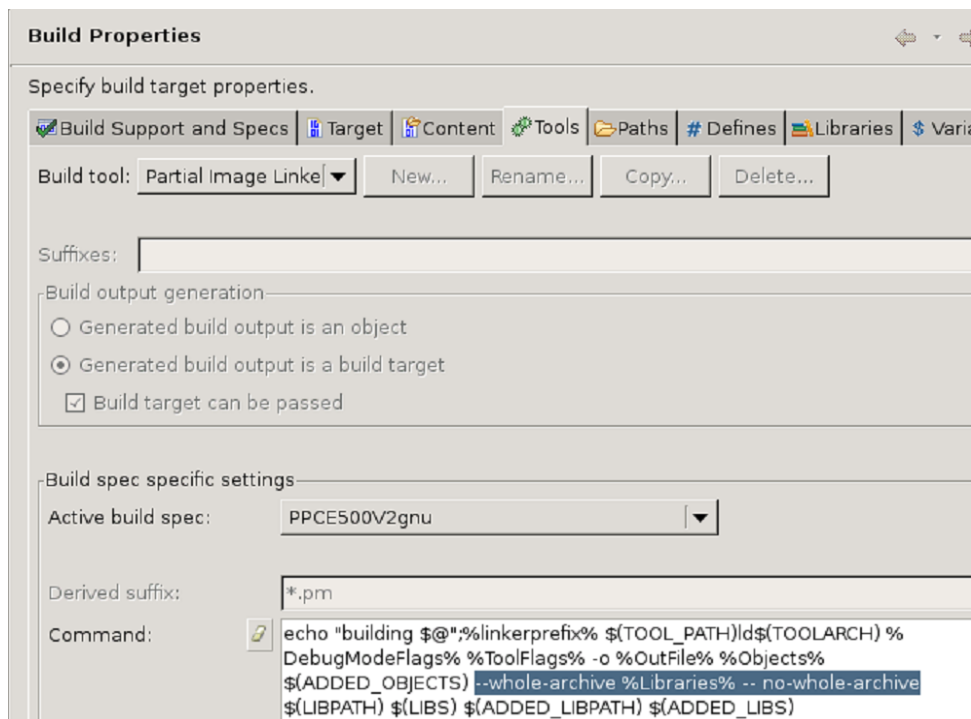 Build Properties
Specify build target properties.
Build Support and Specs Target Content Tools Paths # Defines Libraries $ Varia
Build tool: Partial Image Linke New... Rename... Copy... Delete...
Suffixes:
Build output generation
Generated build output is an object
Generated build output is a build target
Build target can be passed
Build spec specific settings
Active build spec: PPCE500V2gnu
Derived suffix: *.pm
Command: echo "building $@";%linkerprefix% $(TOOL_PATH)ld$(TOOLARCH) %
DebugModeFlags% %ToolFlags% -o %OutFile% %Objects%
$(ADDED_OBJECTS) --whole-archive %Libraries% -- no-whole-archive
$(LIBPATH) $(LIBS) $(ADDED_LIBPATH) $(ADDED_LIBS)